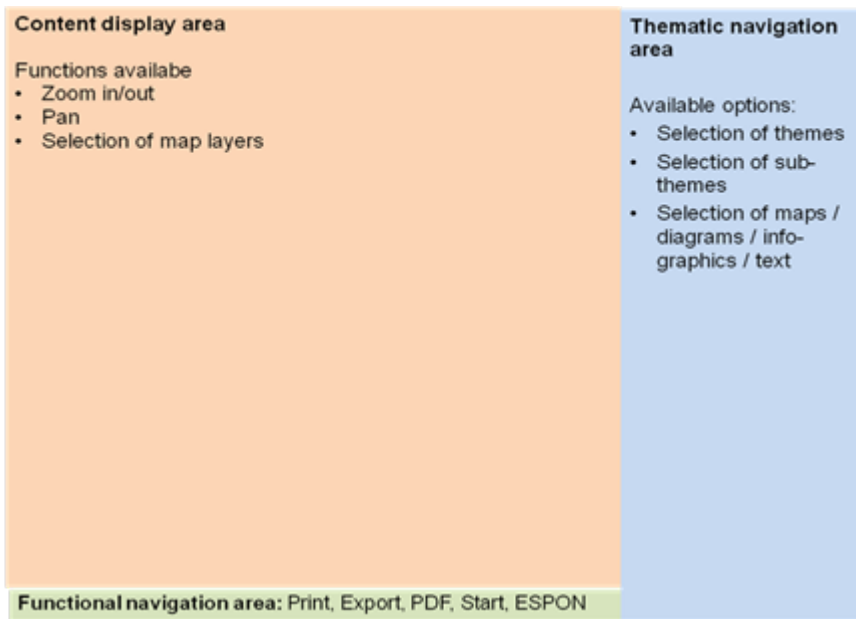 Content display area
Functions availabe
• Zoom in/out
• Pan
• Selection of map layers
Thematic navigation
area
Available options:
• Selection of themes
• Selection of sub-
themes
• Selection of maps /
diagrams / info-
graphics / text
Functional navigation area: Print, Export, PDF, Start, ESPON